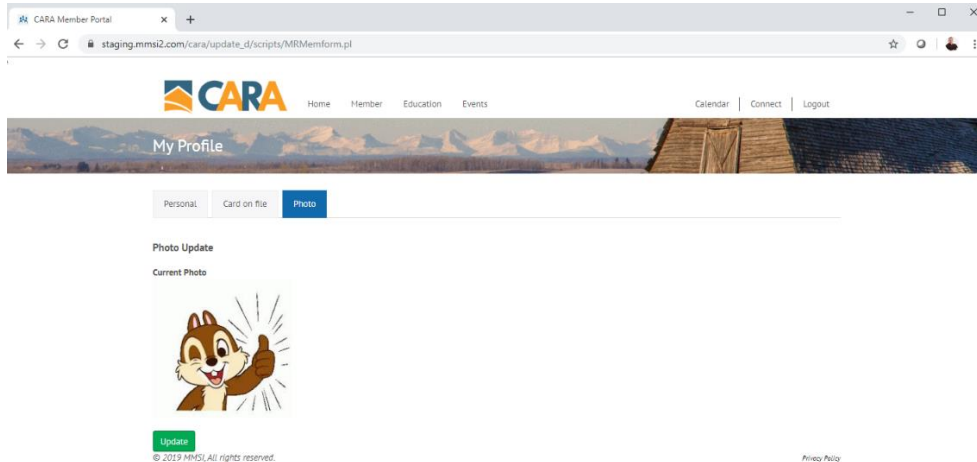 CARA Member Portal
staging.mmsi2.com/cara/update_d/scripts/MRMemform.pl
CARA Home Member Education Events Calendar Connect Logout
My Profile
Personal Card on file Photo
Photo Update
Current Photo
Update
© 2019 MMSI, All rights reserved. Privacy Policy